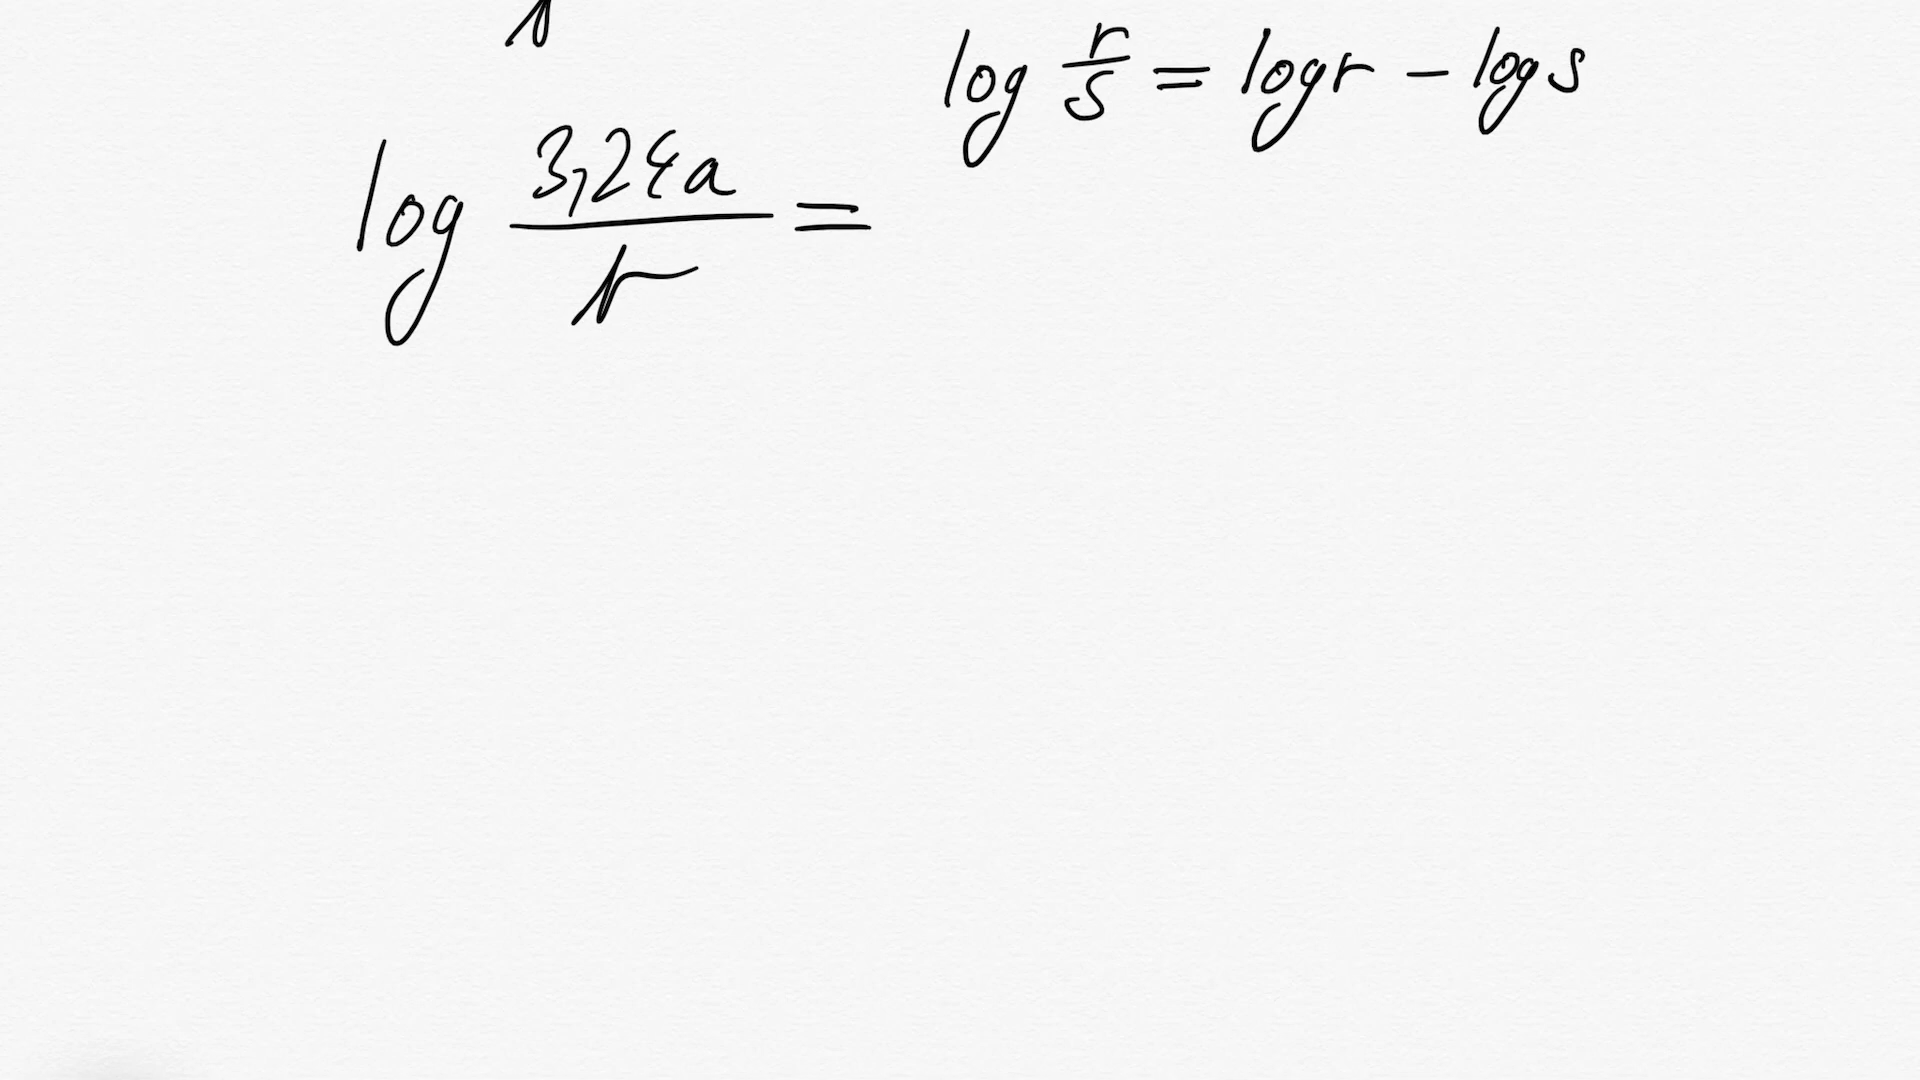 log r/s = log r - log s
log 3,24a / √ =